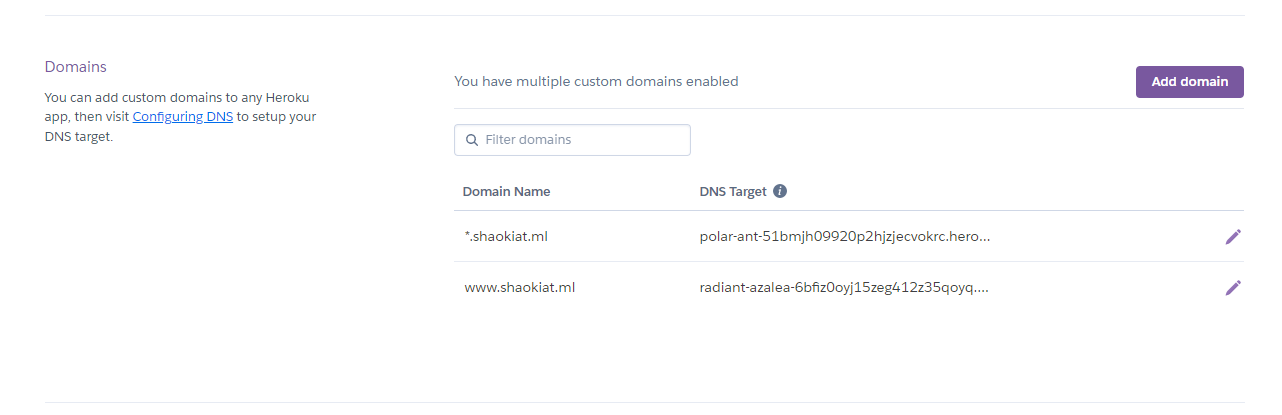 Domains
You can add custom domains to any Heroku
app, then visit Configuring DNS to setup your
DNS target.
You have multiple custom domains enabled
Add domain
Filter domains
Domain Name DNS Target
*.shaokiat.ml polar-ant-51bmjh09920p2hjzjecvokrc.hero...
www.shaokiat.ml radiant-azalea-6bfiz0oyj15zeg412z35qoyq....